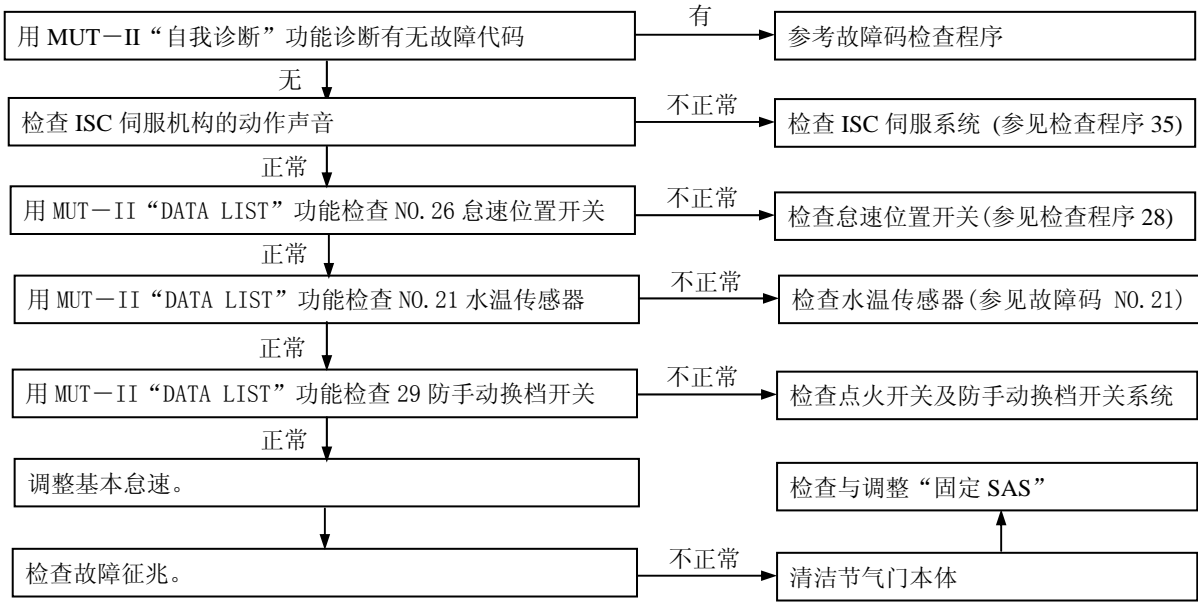 用 MUT－II“自我诊断”功能诊断有无故障代码
有
参考故障码检查程序
无
检查 ISC 伺服机构的动作声音
不正常
检查 ISC 伺服系统 (参见检查程序 35)
正常
用 MUT－II“DATA LIST”功能检查 NO.26 怠速位置开关
不正常
检查怠速位置开关(参见检查程序 28)
正常
用 MUT－II“DATA LIST”功能检查 NO.21 水温传感器
不正常
检查水温传感器(参见故障码 NO.21)
正常
用 MUT－II“DATA LIST”功能检查 29 防手动换档开关
不正常
检查点火开关及防手动换档开关系统
正常
调整基本怠速。
检查与调整“固定 SAS”
检查故障征兆。
不正常
清洁节气门本体